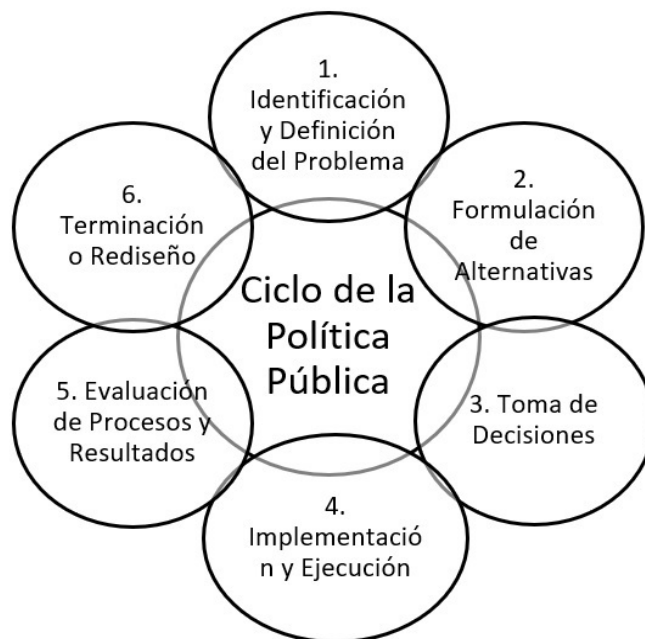 1.
Identificación
y Definición
del Problema
2.
Formulación
de
Alternativas
3. Toma de
Decisiones
4.
Implementació
n y Ejecución
5. Evaluación
de Procesos y
Resultados
6.
Terminación
o Rediseño
Ciclo de la
Política
Pública